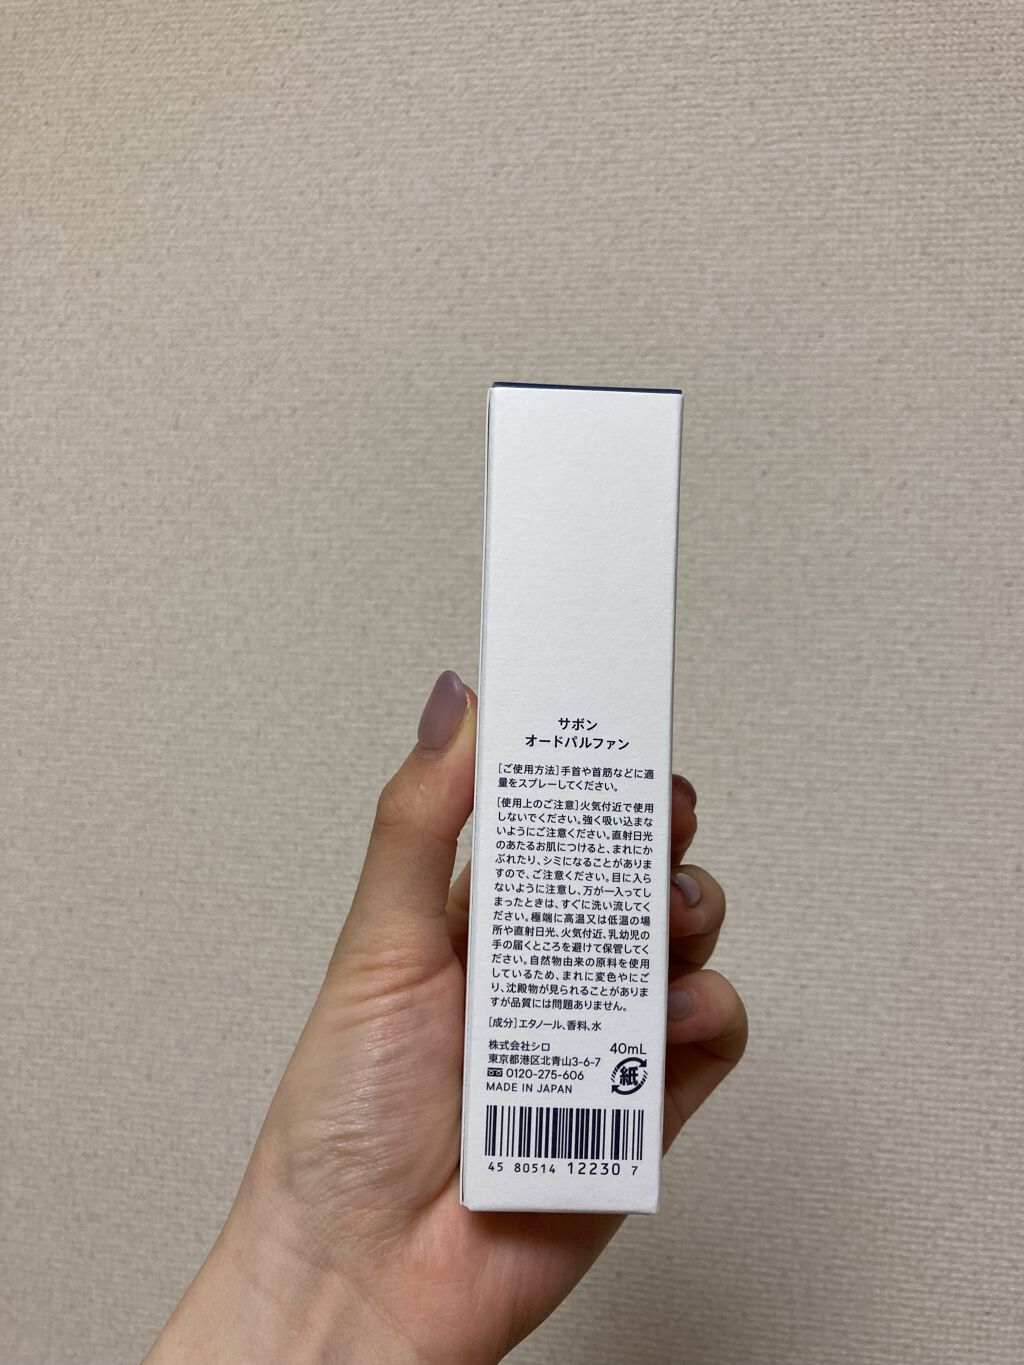 サボン
オードパルファン
[ご使用方法]手首や首筋などに適
量をスプレーしてください。
[使用上のご注意]火気付近で使用
しないでください。強く吸い込まな
いようにご注意ください。直射日光
のあたるお肌につけると、まれにか
ぶれたり、シミになることがありま
すので、ご注意ください。目に入ら
ないように注意し、万が一入ってし
まったときは、すぐに洗い流してく
ださい。極端に高温又は低温の場
所や直射日光、火気付近、乳幼児の
手の届くところを避けて保管してく
ださい。自然物由来の原料を使用
しているため、まれに変色やにご
り、沈殿物が見られることがありま
すが品質には問題ありません。
[成分]エタノール、香料、水
株式会社シロ
東京都港区北青山3-6-7
0120-275-606
MADE IN JAPAN
40mL
紙
45 80514 12230 7